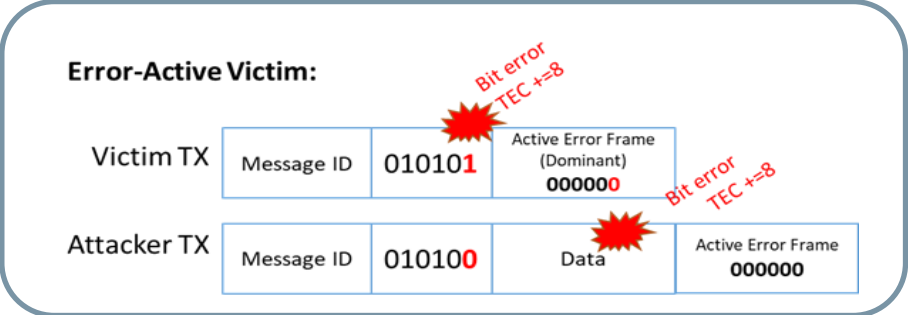 Error-Active Victim:
Bit error
TEC +=8
Victim TX
Message ID
010101
Active Error Frame
(Dominant)
000000
Bit error
TEC +=8
Attacker TX
Message ID
010100
Data
Active Error Frame
000000